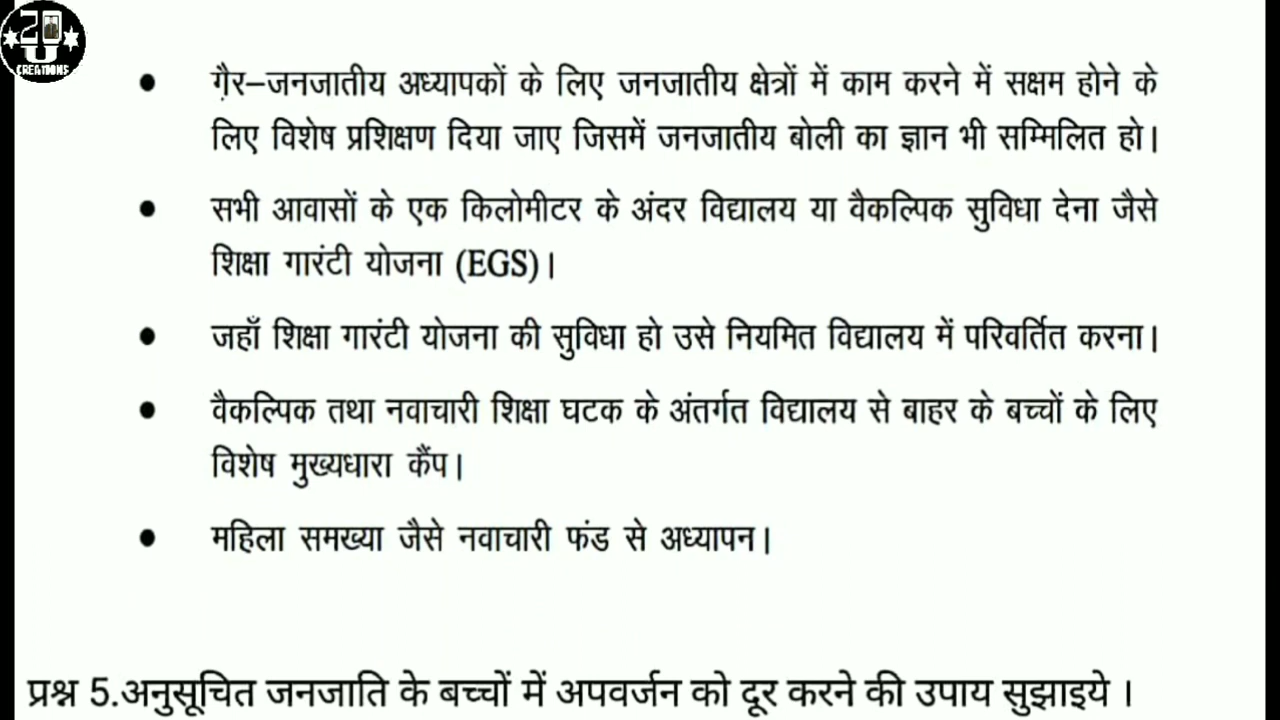 20
U
CREATIONS
• ग़ैर–जनजातीय अध्यापकों के लिए जनजातीय क्षेत्रों में काम करने में सक्षम होने के
लिए विशेष प्रशिक्षण दिया जाए जिसमें जनजातीय बोली का ज्ञान भी सम्मिलित हो।
• सभी आवासों के एक किलोमीटर के अंदर विद्यालय या वैकल्पिक सुविधा देना जैसे
शिक्षा गारंटी योजना (EGS)।
• जहाँ शिक्षा गारंटी योजना की सुविधा हो उसे नियमित विद्यालय में परिवर्तित करना।
• वैकल्पिक तथा नवाचारी शिक्षा घटक के अंतर्गत विद्यालय से बाहर के बच्चों के लिए
विशेष मुख्यधारा कैंप।
• महिला समख्या जैसे नवाचारी फंड से अध्यापन।
प्रश्न 5.अनुसूचित जनजाति के बच्चों में अपवर्जन को दूर करने की उपाय सुझाइये ।